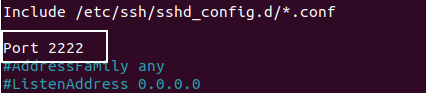 Include /etc/ssh/sshd_config.d/*.conf
Port 2222
#AddressFamily any
#ListenAddress 0.0.0.0